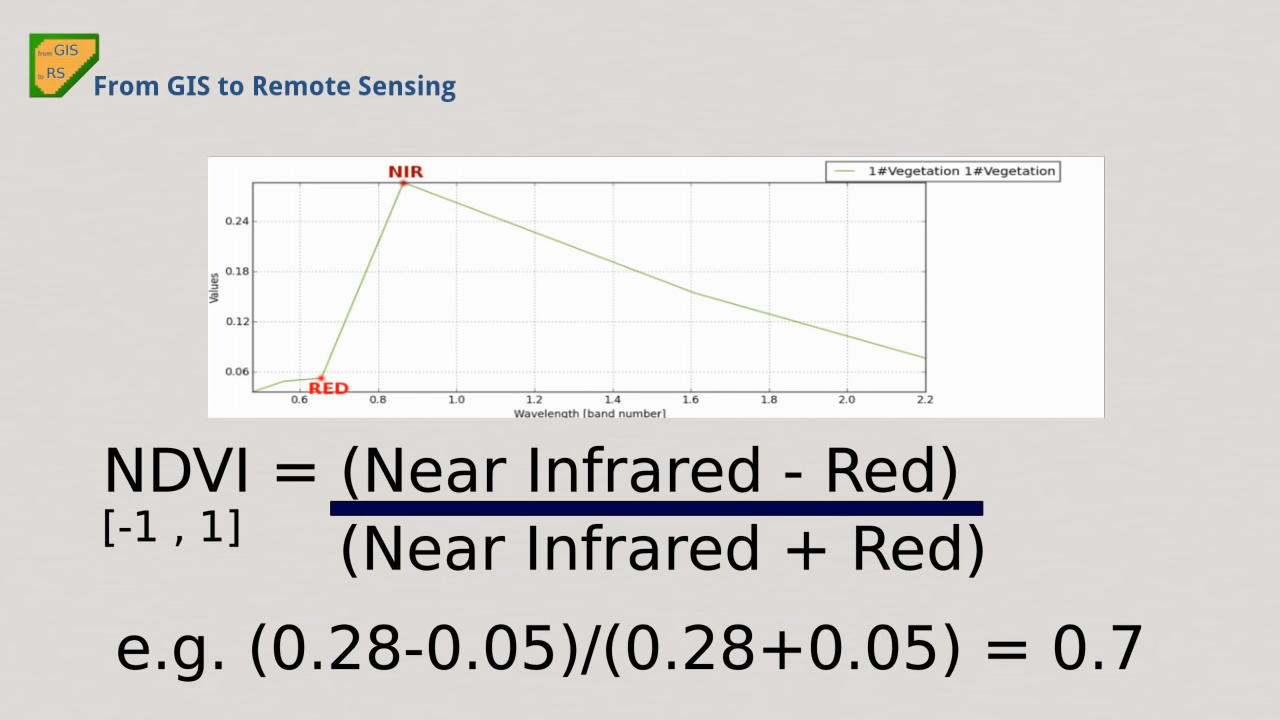 from GIS
to RS
From GIS to Remote Sensing
NIR
1#Vegetation 1#Vegetation
0.24
0.18
0.12
0.06
Values
RED
0.6 0.8 1.0 1.2 1.4 1.6 1.8 2.0 2.2
Wavelength [band number]
NDVI = (Near Infrared - Red)
[-1 , 1]
(Near Infrared + Red)
e.g. (0.28-0.05)/(0.28+0.05) = 0.7